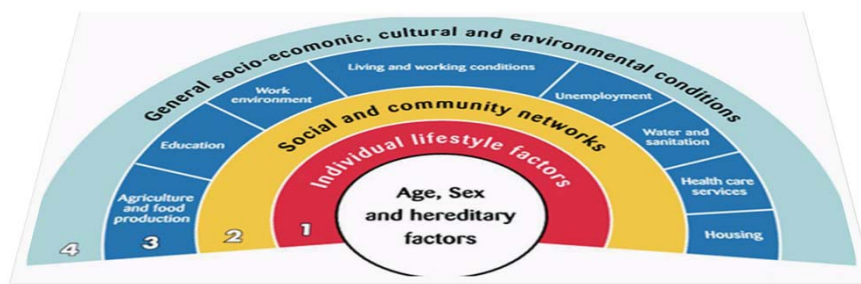 General socio-ecomonic, cultural and environmental conditions
Living and working conditions
Work
environment
Unemployment
Education
Water and
sanitation
Agriculture
and food
production
Health care
services
Housing
Social and community networks
Individual lifestyle factors
Age, Sex
and hereditary
factors
4
3
2
1